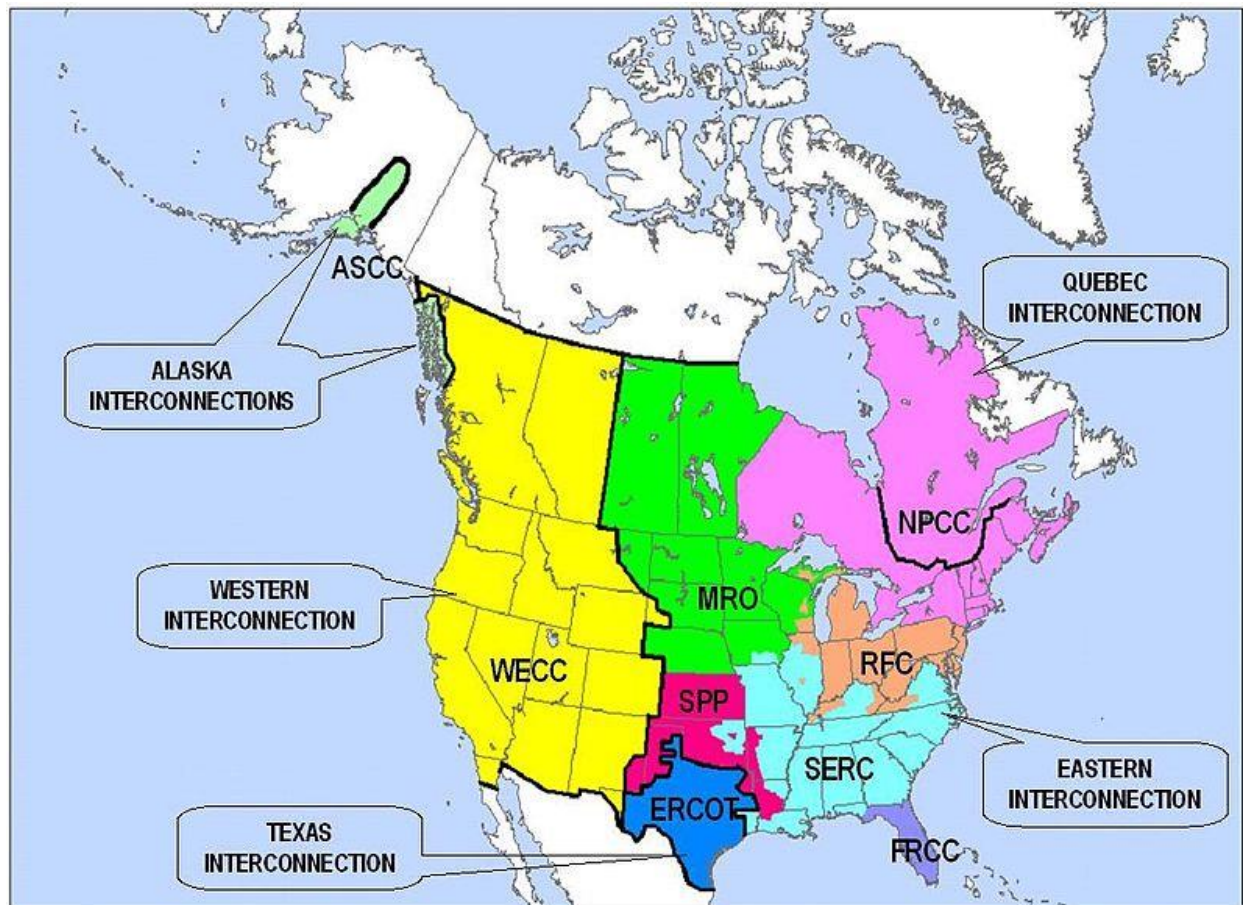 QUEBEC
INTERCONNECTION
ASCC
ALASKA
INTERCONNECTIONS
NPCC
WESTERN
INTERCONNECTION
MRO
WECC
RFC
SPP
SERC
EASTERN
INTERCONNECTION
ERCOT
TEXAS
INTERCONNECTION
FRCC